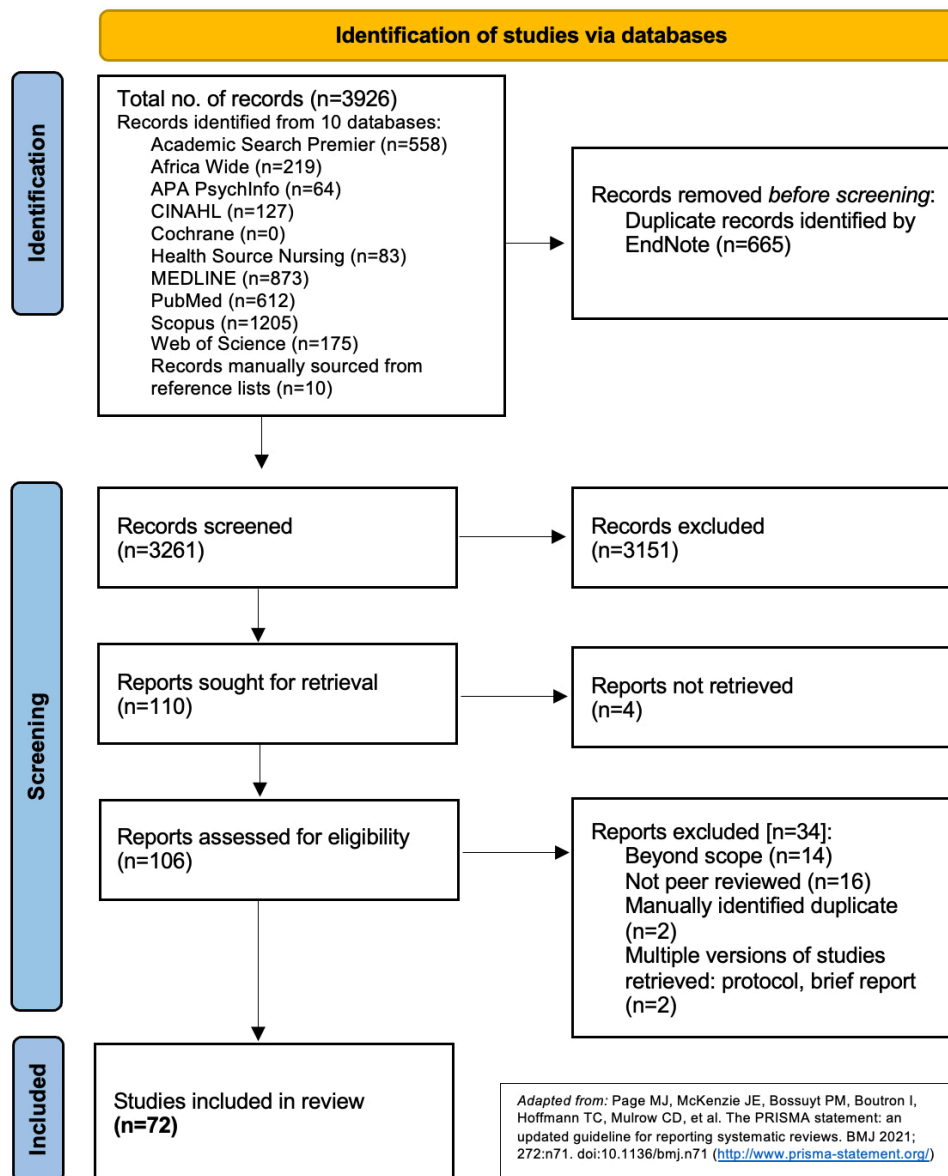 Identification of studies via databases
Identification
Total no. of records (n=3926)
Records identified from 10 databases:
Academic Search Premier (n=558)
Africa Wide (n=219)
APA PsychInfo (n=64)
CINAHL (n=127)
Cochrane (n=0)
Health Source Nursing (n=83)
MEDLINE (n=873)
PubMed (n=612)
Scopus (n=1205)
Web of Science (n=175)
Records manually sourced from
reference lists (n=10)
Records removed before screening:
Duplicate records identified by
EndNote (n=665)
Screening
Records screened
(n=3261)
Records excluded
(n=3151)
Reports sought for retrieval
(n=110)
Reports not retrieved
(n=4)
Reports assessed for eligibility
(n=106)
Reports excluded [n=34]:
Beyond scope (n=14)
Not peer reviewed (n=16)
Manually identified duplicate
(n=2)
Multiple versions of studies
retrieved: protocol, brief report
(n=2)
Included
Studies included in review
(n=72)
Adapted from: Page MJ, McKenzie JE, Bossuyt PM, Boutron I,
Hoffmann TC, Mulrow CD, et al. The PRISMA statement: an
updated guideline for reporting systematic reviews. BMJ 2021;
272:n71. doi:10.1136/bmj.n71 (http://www.prisma-statement.org/)